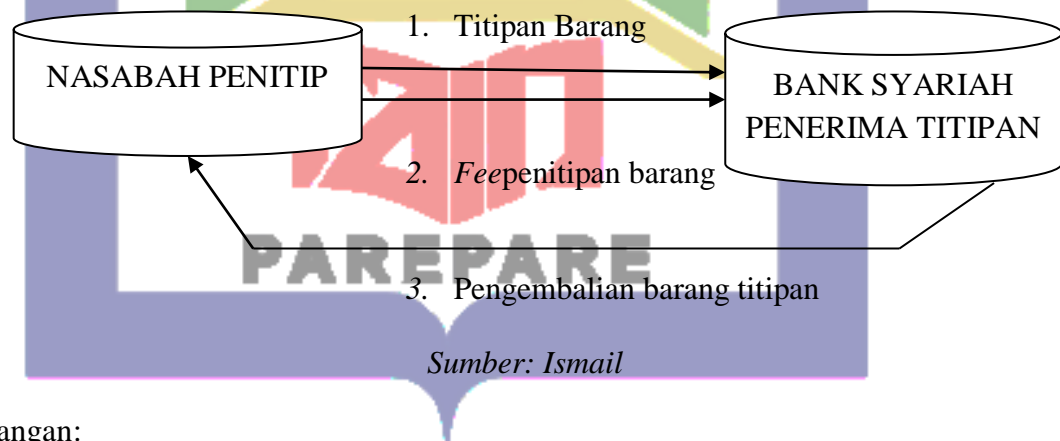 1. Titipan Barang
NASABAH PENITIP
BANK SYARIAH
PENERIMA TITIPAN
2. Feepenitipan barang
PAREPARE
3. Pengembalian barang titipan
Sumber: Ismail
angan: